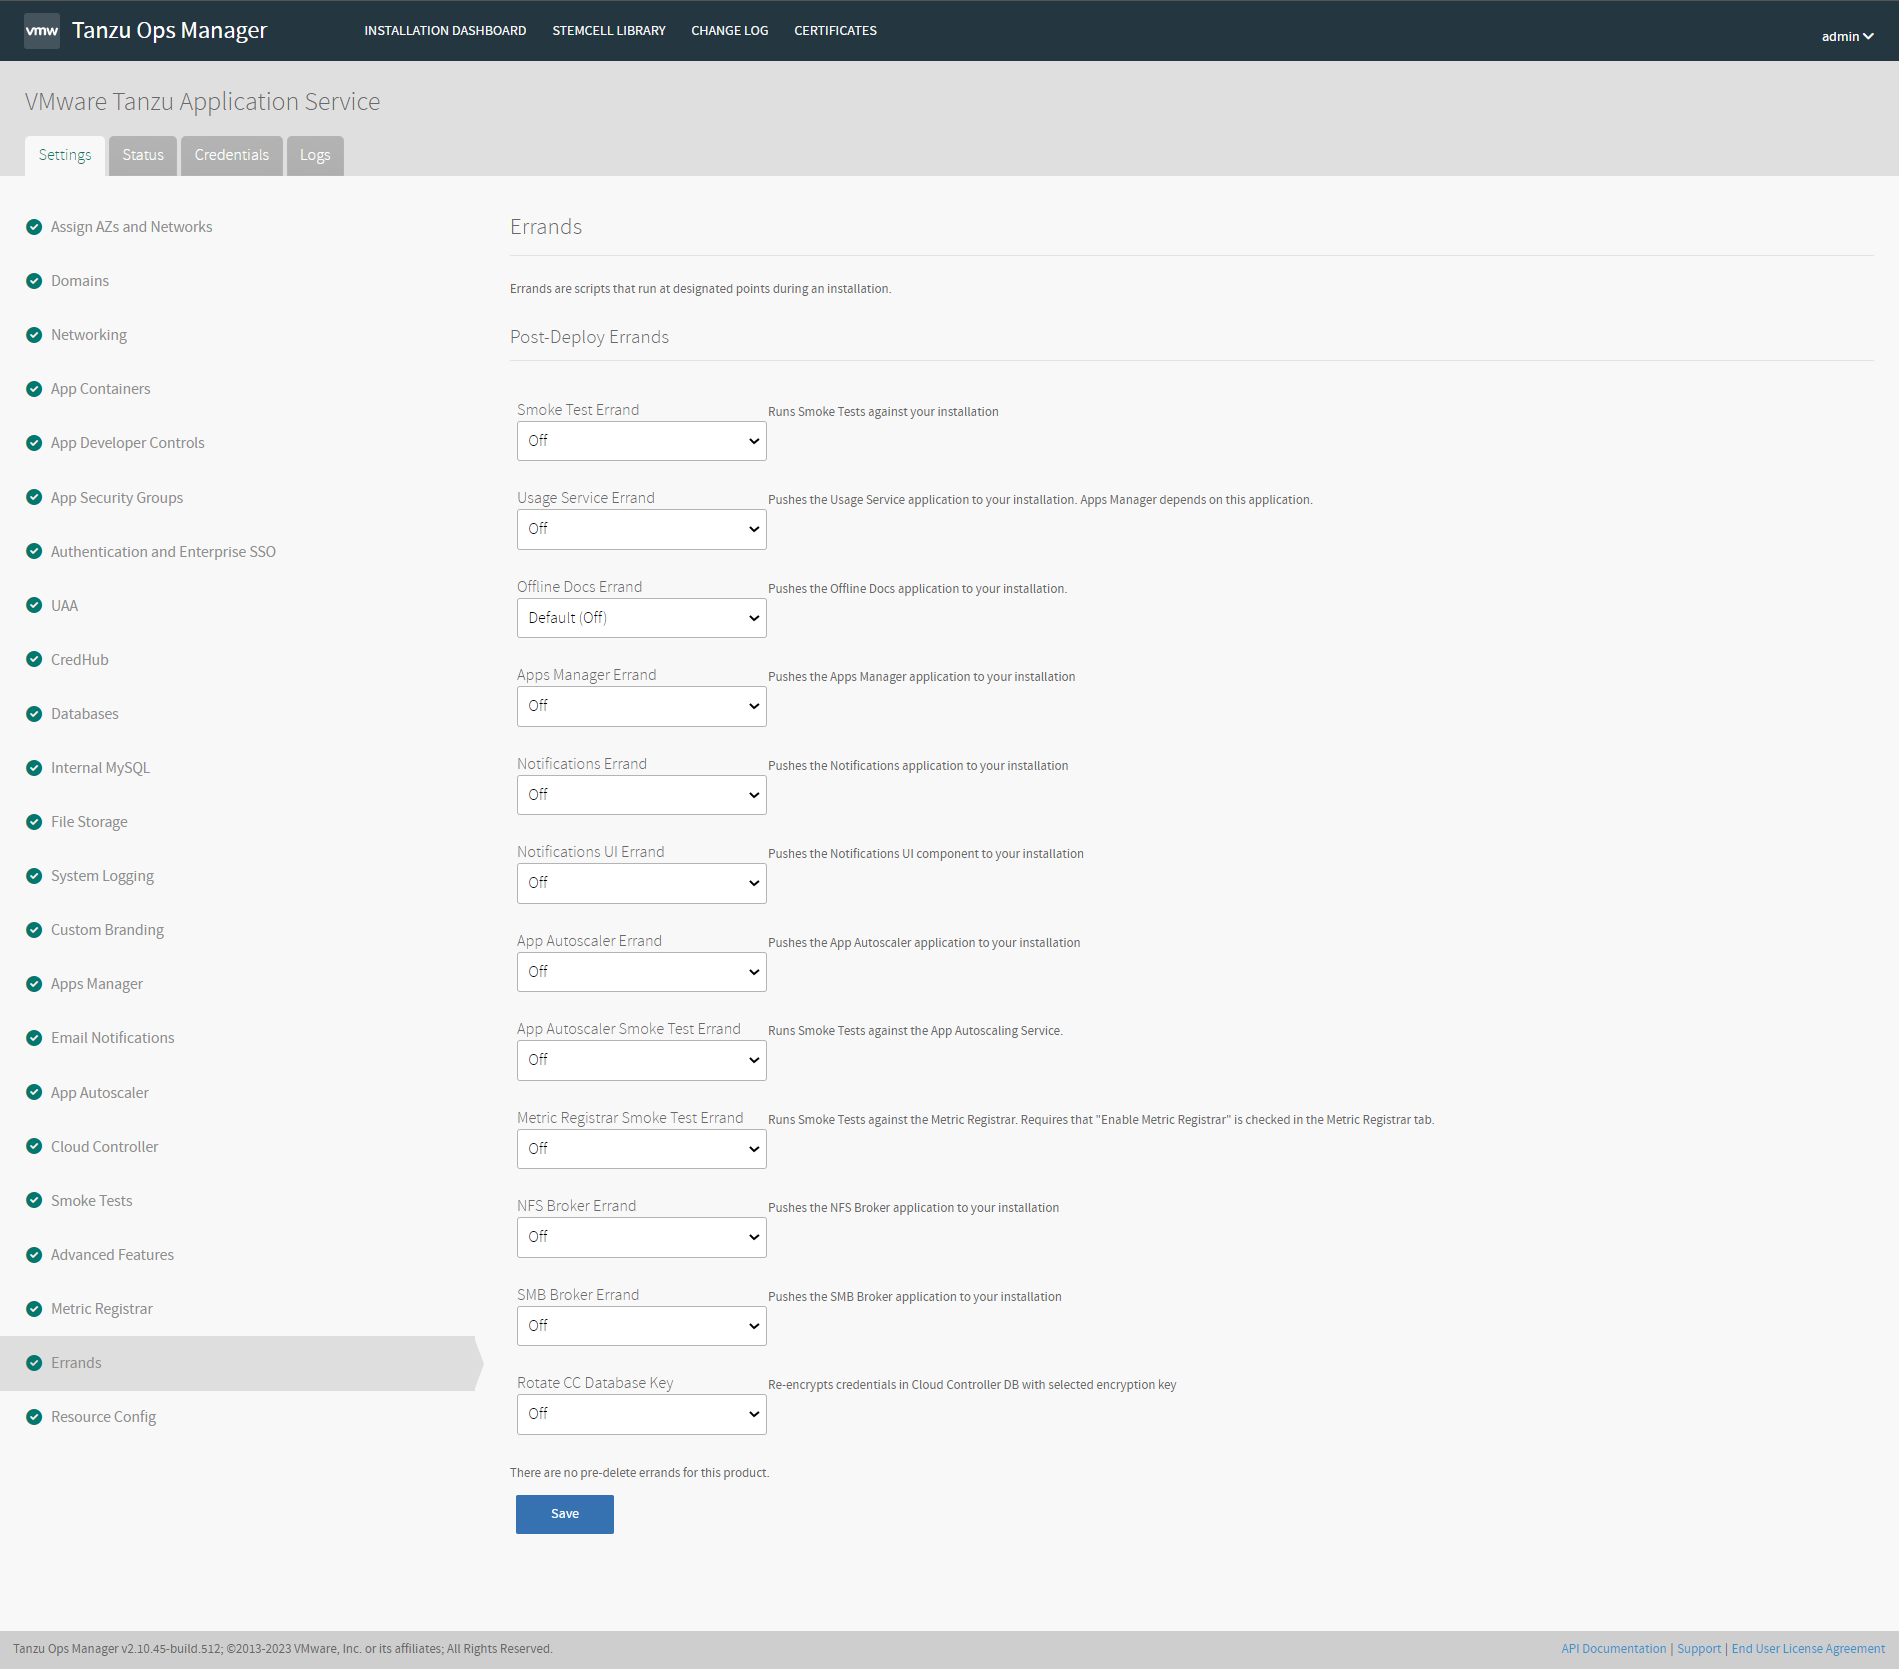 vmw Tanzu Ops Manager INSTALLATION DASHBOARD STEMCELL LIBRARY CHANGE LOG CERTIFICATES admin
VMware Tanzu Application Service
Settings Status Credentials Logs
Assign AZs and Networks
Domains
Networking
App Containers
App Developer Controls
App Security Groups
Authentication and Enterprise SSO
UAA
CredHub
Databases
Internal MySQL
File Storage
System Logging
Custom Branding
Apps Manager
Email Notifications
App Autoscaler
Cloud Controller
Smoke Tests
Advanced Features
Metric Registrar
Errands
Resource Config
Errands
Errands are scripts that run at designated points during an installation.
Post-Deploy Errands
Smoke Test Errand Runs Smoke Tests against your installation
Off
Usage Service Errand Pushes the Usage Service application to your installation. Apps Manager depends on this application.
Off
Offline Docs Errand Pushes the Offline Docs application to your installation.
Default (Off)
Apps Manager Errand Pushes the Apps Manager application to your installation
Off
Notifications Errand Pushes the Notifications application to your installation
Off
Notifications UI Errand Pushes the Notifications UI component to your installation
Off
App Autoscaler Errand Pushes the App Autoscaler application to your installation
Off
App Autoscaler Smoke Test Errand Runs Smoke Tests against the App Autoscaling Service.
Off
Metric Registrar Smoke Test Errand Runs Smoke Tests against the Metric Registrar. Requires that "Enable Metric Registrar" is checked in the Metric Registrar tab.
Off
NFS Broker Errand Pushes the NFS Broker application to your installation
Off
SMB Broker Errand Pushes the SMB Broker application to your installation
Off
Rotate CC Database Key Re-encrypts credentials in Cloud Controller DB with selected encryption key
Off
There are no pre-delete errands for this product.
Save
Tanzu Ops Manager v2.10.45-build.512; ©2013-2023 VMware, Inc. or its affiliates; All Rights Reserved. API Documentation | Support | End User License Agreement